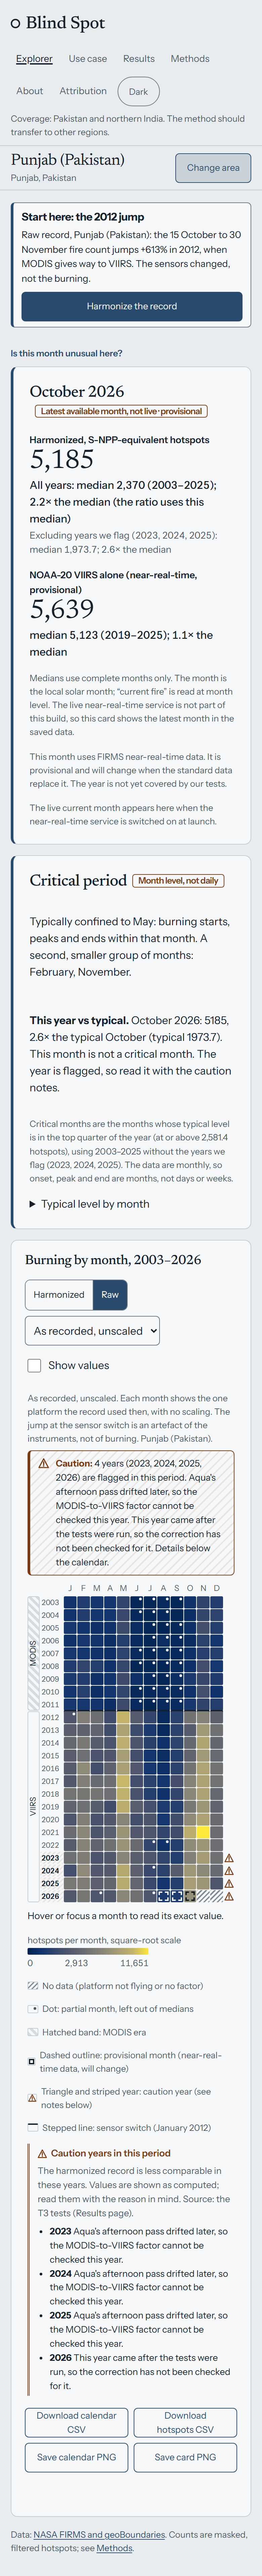 Blind Spot
Explorer Use case Results Methods
About Attribution Dark
Coverage: Pakistan and northern India. The method should
transfer to other regions.
Punjab (Pakistan)
Punjab, Pakistan
Change area
Start here: the 2012 jump
Raw record, Punjab (Pakistan): the 15 October to 30
November fire count jumps +613% in 2012, when
MODIS gives way to VIIRS. The sensors changed,
not the burning.
Harmonize the record
Is this month unusual here?
October 2026
Latest available month, not live · provisional
Harmonized, S-NPP-equivalent hotspots
5,185
All years: median 2,370 (2003–2025);
2.2× the median (the ratio uses this
median)
Excluding years we flag (2023, 2024, 2025):
median 1,973.7; 2.6× the median
NOAA-20 VIIRS alone (near-real-time,
provisional)
5,639
median 5,123 (2019–2025); 1.1× the
median
Medians use complete months only. The month is
the local solar month; “current fire” is read at month
level. The live near-real-time service is not part of
this build, so this card shows the latest month in the
saved data.
This month uses FIRMS near-real-time data. It is
provisional and will change when the standard data
replace it. The year is not yet covered by our tests.
The live current month appears here when the
near-real-time service is switched on at launch.
Critical period Month level, not daily
Typically confined to May: burning starts,
peaks and ends within that month. A
second, smaller group of months:
February, November.
This year vs typical. October 2026: 5185,
2.6× the typical October (typical 1973.7).
This month is not a critical month. The
year is flagged, so read it with the caution
notes.
Critical months are the months whose typical level
is in the top quarter of the year (at or above 2,581.4
hotspots), using 2003–2025 without the years we
flag (2023, 2024, 2025). The data are monthly, so
onset, peak and end are months, not days or weeks.
Typical level by month
Burning by month, 2003–2026
Harmonized Raw
As recorded, unscaled
Show values
As recorded, unscaled. Each month shows the one
platform the record used then, with no scaling. The
jump at the sensor switch is an artefact of the
instruments, not of burning. Punjab (Pakistan).
Caution: 4 years (2023, 2024, 2025,
2026) are flagged in this period. Aqua's
afternoon pass drifted later, so the
MODIS-to-VIIRS factor cannot be
checked this year. This year came after
the tests were run, so the correction has
not been checked for it. Details below
the calendar.
J F M A M J J A S O N D
MODIS
2003
2004
2005
2006
2007
2008
2009
2010
2011
VIIRS
2012
2013
2014
2015
2016
2017
2018
2019
2020
2021
2022
2023
2024
2025
2026
Hover or focus a month to read its exact value.
hotspots per month, square-root scale
0 2,913 11,651
No data (platform not flying or no factor)
Dot: partial month, left out of medians
Hatched band: MODIS era
Dashed outline: provisional month (near-real-
time data, will change)
Triangle and striped year: caution year (see
notes below)
Stepped line: sensor switch (January 2012)
Caution years in this period
The harmonized record is less comparable in
these years. Values are shown as computed;
read them with the reason in mind. Source: the
T3 tests (Results page).
• 2023 Aqua's afternoon pass drifted later, so
the MODIS-to-VIIRS factor cannot be
checked this year.
• 2024 Aqua's afternoon pass drifted later, so
the MODIS-to-VIIRS factor cannot be
checked this year.
• 2025 Aqua's afternoon pass drifted later, so
the MODIS-to-VIIRS factor cannot be
checked this year.
• 2026 This year came after the tests were
run, so the correction has not been checked
for it.
Download calendar
CSV
Download
hotspots CSV
Save calendar PNG
Save card PNG
Data: NASA FIRMS and geoBoundaries. Counts are masked,
filtered hotspots; see Methods.